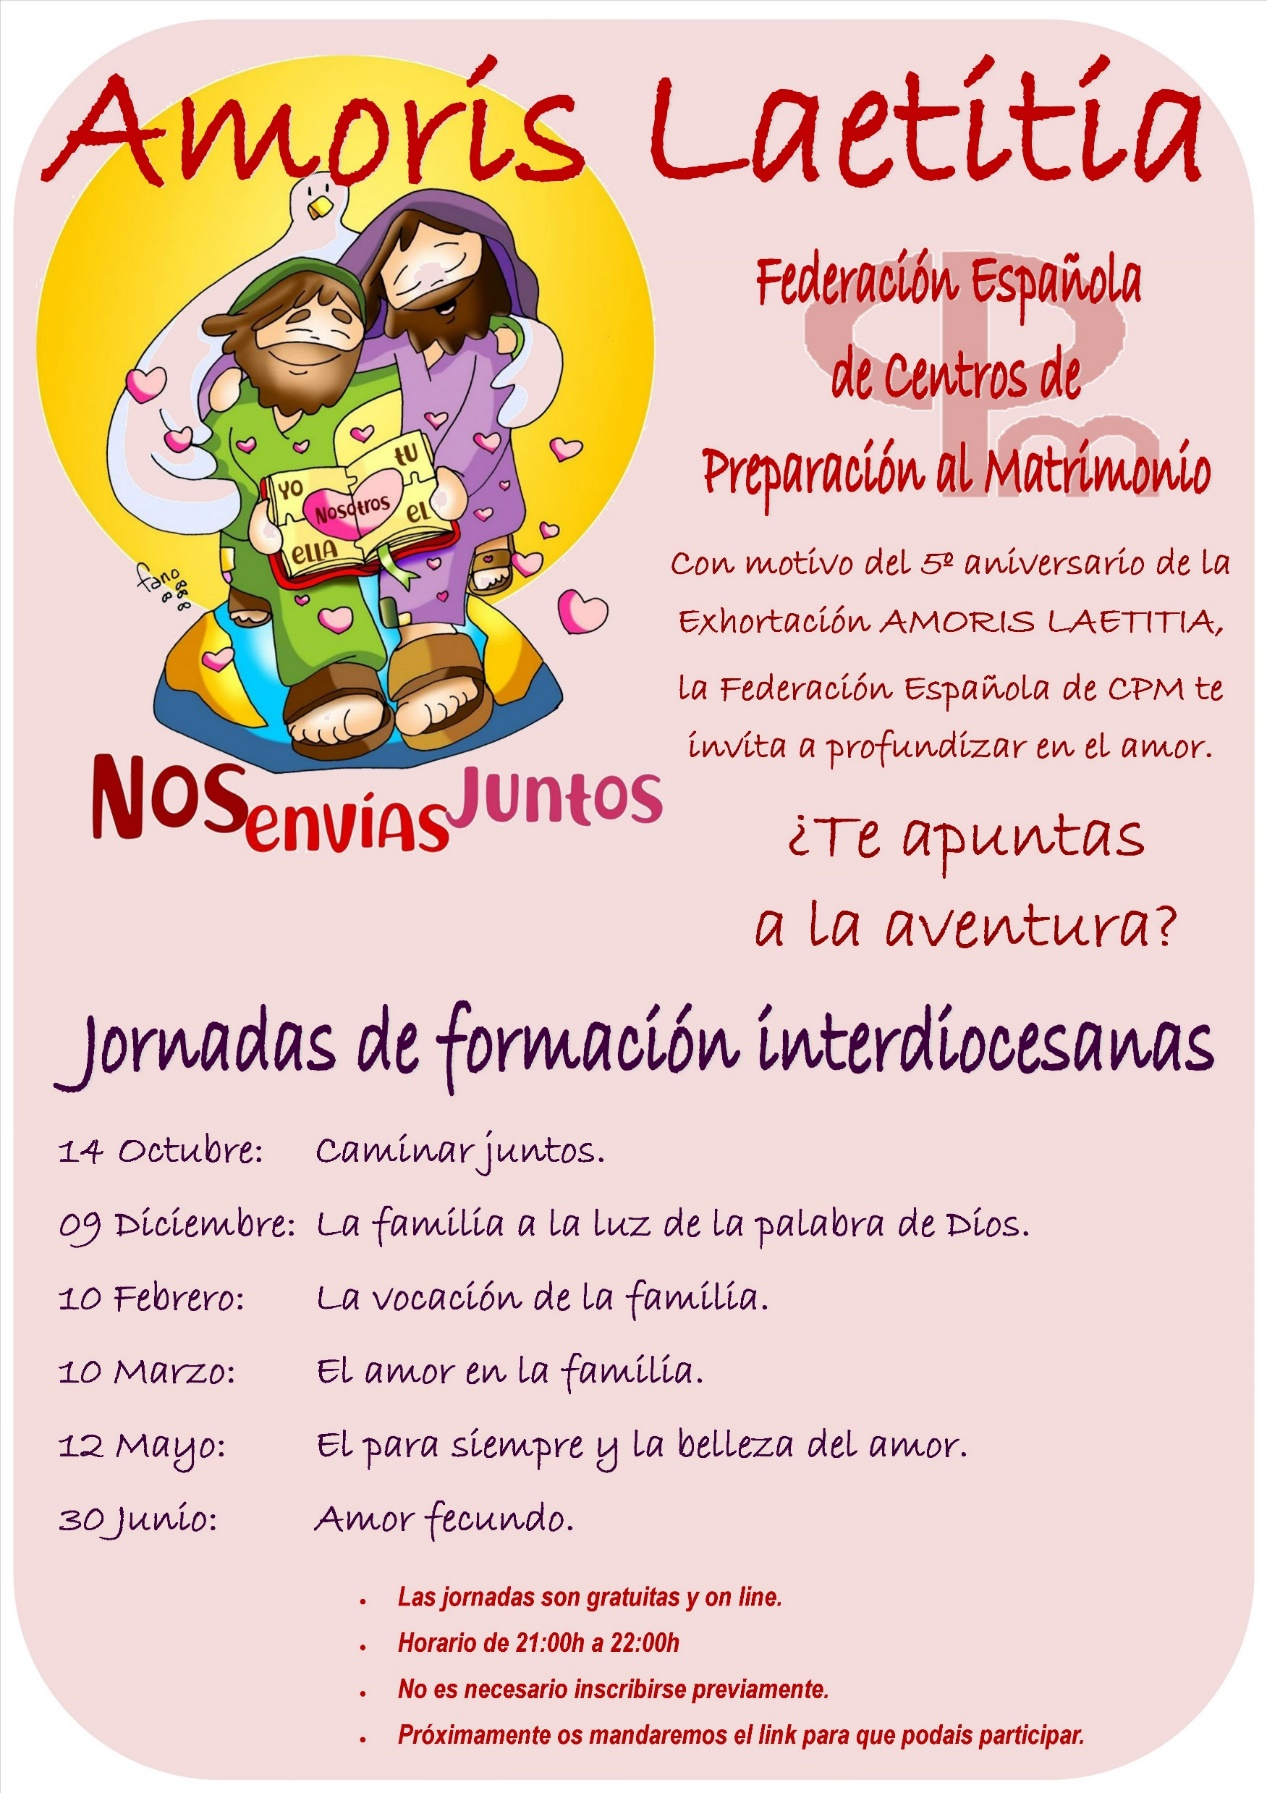 Amoris Laetitia
Federación Española
de Centros de
Preparación al Matrimonio
CPm
Con motivo del 5º aniversario de la
Exhortación AMORIS LAETITIA,
la Federación Española de CPM te
invita a profundizar en el amor.
¿Te apuntas
a la aventura?
YO
tU
Nosotros
ELLA
EL
fano
NOS envías JUntos
Jornadas de formación interdiocesanas
14 Octubre: Caminar juntos.
09 Diciembre: La familia a la luz de la palabra de Dios.
10 Febrero: La vocación de la familia.
10 Marzo: El amor en la familia.
12 Mayo: El para siempre y la belleza del amor.
30 Junio: Amor fecundo.
• Las jornadas son gratuitas y on line.
• Horario de 21:00h a 22:00h
• No es necesario inscribirse previamente.
• Próximamente os mandaremos el link para que podais participar.